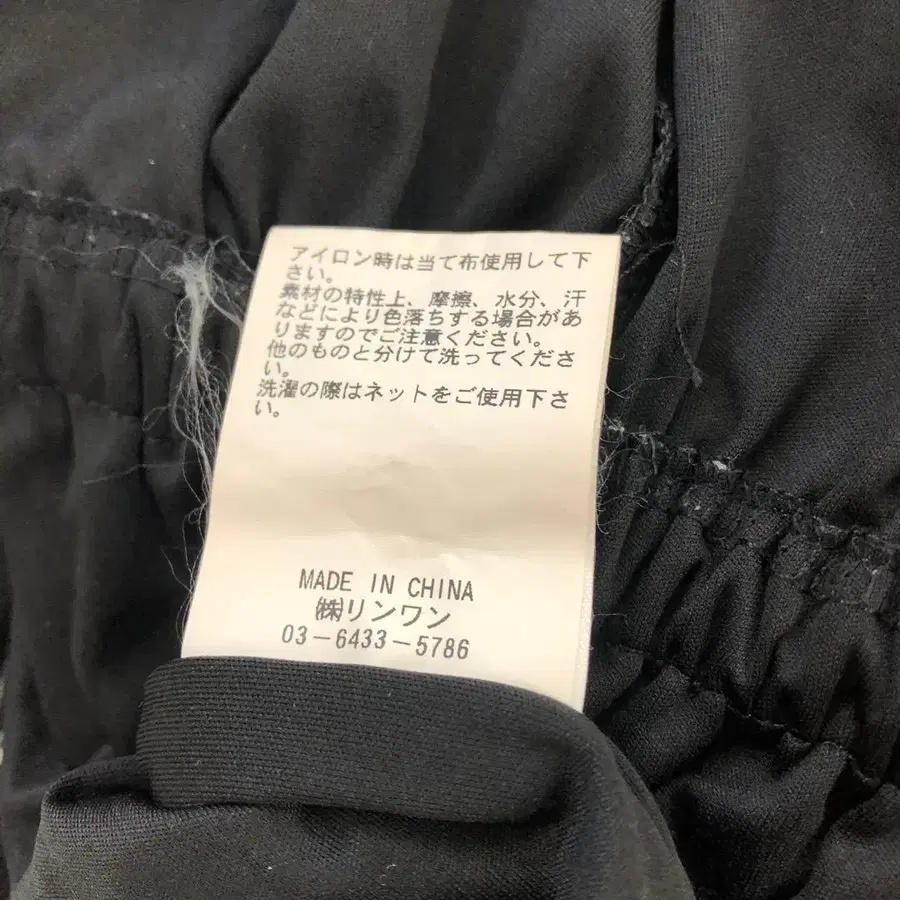 アイロン時は当て布使用して下
さい。
素材の特性上、摩擦、水分、汗
などにより色落ちする場合があ
りますのでご注意ください。
他のものと分けて洗ってくださ
い。
洗濯の際はネットをご使用下さ
い。
MADE IN CHINA
㈱リンワン
03-6433-5786